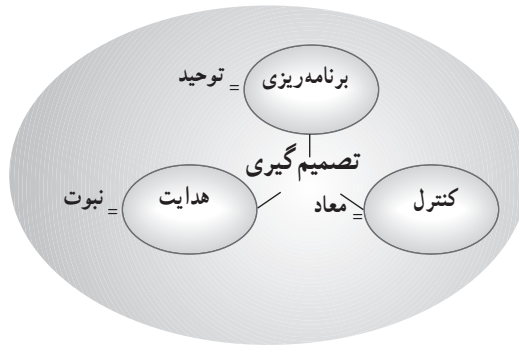 برنامه‌ریزی = توحید
تصمیم‌گیری
کنترل = معاد
هدایت = نبوت